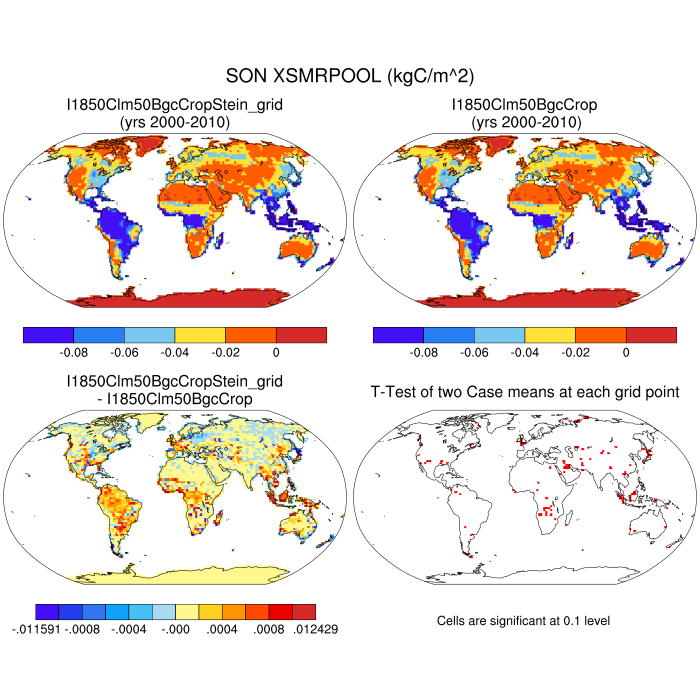 SON XSMRPOOL (kgC/m^2)
I1850Clm50BgcCropStein_grid
(yrs 2000-2010)
I1850Clm50BgcCrop
(yrs 2000-2010)
-0.08 -0.06 -0.04 -0.02 0
-0.08 -0.06 -0.04 -0.02 0
I1850Clm50BgcCropStein_grid
- I1850Clm50BgcCrop
T-Test of two Case means at each grid point
-.011591 -.0008 -.0004 -.000 .0004 .0008 .012429
Cells are significant at 0.1 level